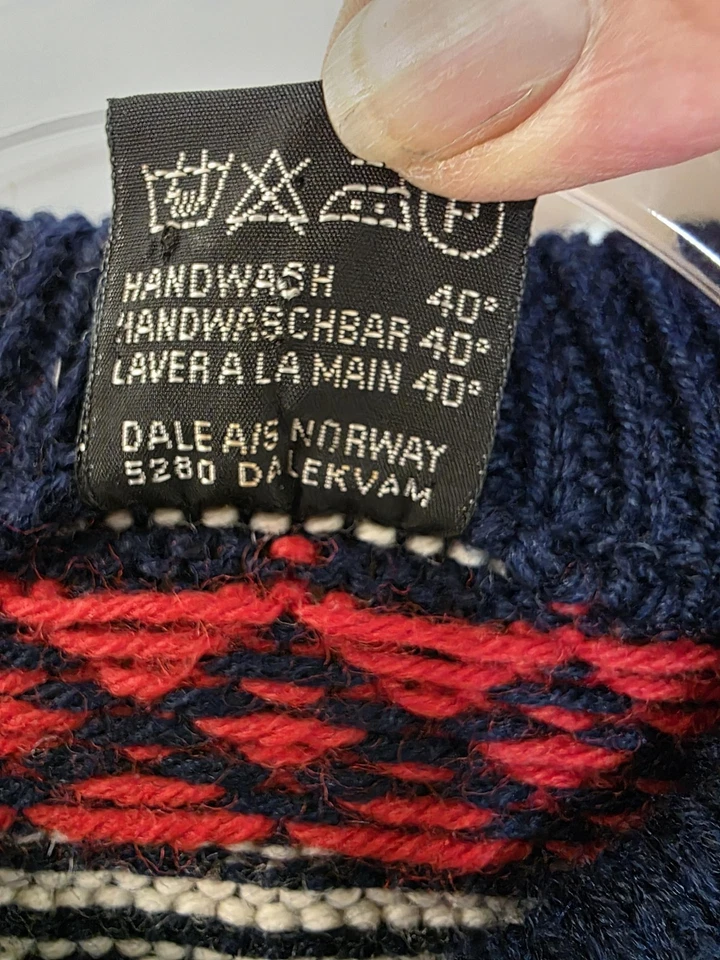 P
HANDWASH 40°
HANDWASCHBAR 40°
LAVER A LA MAIN 40°
DALE A/S NORWAY
5280 DALEKVAM